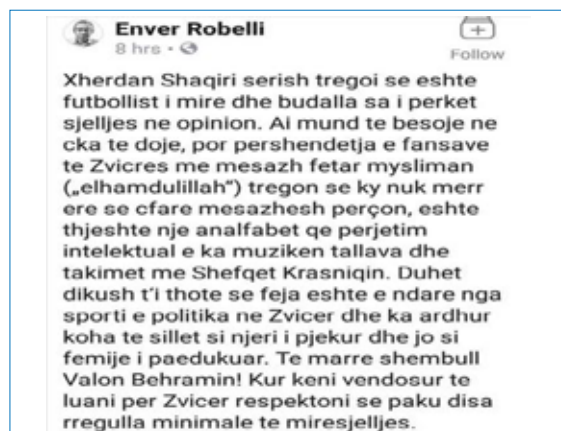 Enver Robelli
8 hrs •
Follow
Xherdan Shaqiri serish tregoi se eshte
futbollist i mire dhe budalla sa i perket
sjelljes ne opinion. Ai mund te besoje ne
cka te doje, por pershendetja e fansave
te Zvicres me mesazh fetar mysliman
(„elhamdulillah”) tregon se ky nuk merr
ere se cfare mesazhesh perçon, eshte
thjeshte nje analfabet qe perjetim
intelektual e ka muziken tallava dhe
takimet me Shefqet Krasniqin. Duhet
dikush t'i thote se feja eshte e ndare nga
sporti e politika ne Zvicer dhe ka ardhur
koha te sillet si njeri i pjekur dhe jo si
femije i paedukuar. Te marre shembull
Valon Behramin! Kur keni vendosur te
luani per Zvicer respektoni se paku disa
rregulla minimale te miresjelljes.